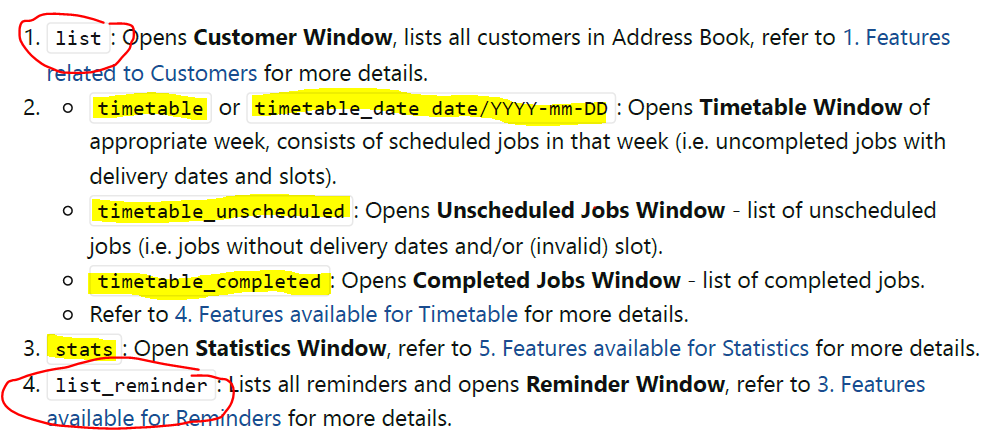 1. list : Opens Customer Window, lists all customers in Address Book, refer to 1. Features
related to Customers for more details.
2. ○ timetable or timetable_date date/YYYY-mm-DD : Opens Timetable Window of
appropriate week, consists of scheduled jobs in that week (i.e. uncompleted jobs with
delivery dates and slots).
○ timetable_unscheduled : Opens Unscheduled Jobs Window - list of unscheduled
jobs (i.e. jobs without delivery dates and/or (invalid) slot).
○ timetable_completed : Opens Completed Jobs Window - list of completed jobs.
○ Refer to 4. Features available for Timetable for more details.
3. stats : Open Statistics Window, refer to 5. Features available for Statistics for more details.
4. list_reminder : Lists all reminders and opens Reminder Window, refer to 3. Features
available for Reminders for more details.